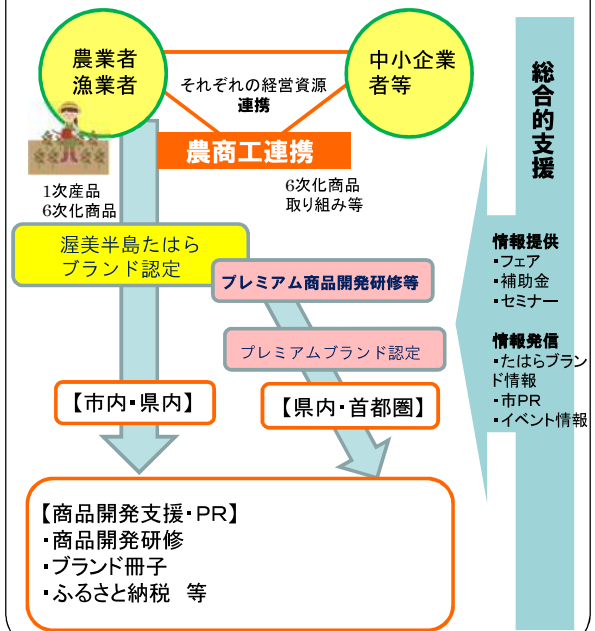 農業者
漁業者
中小企業
者等
それぞれの経営資源
連携
農商工連携
1次産品
6次化商品
6次化商品
取り組み等
渥美半島たはら
ブランド認定
プレミアム商品開発研修等
プレミアムブランド認定
【市内・県内】
【県内・首都圏】
【商品開発支援・PR】
・商品開発研修
・ブランド冊子
・ふるさと納税 等
総合的支援
情報提供
・フェア
・補助金
・セミナー
情報発信
・たはらブラン
ド情報
・市PR
・イベント情報